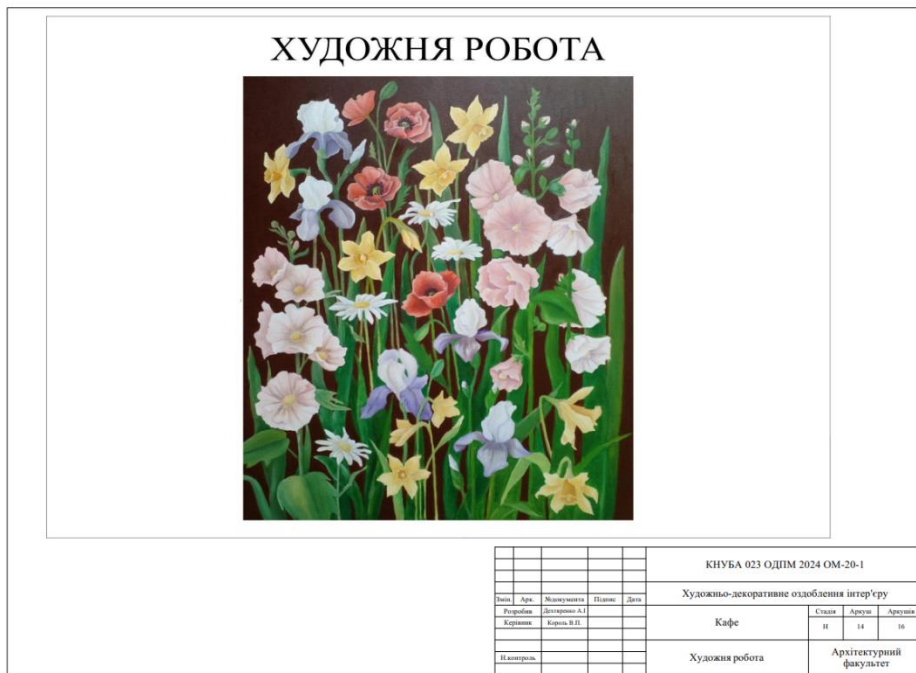 ХУДОЖНЯ РОБОТА
КНУБА 023 ОДПМ 2024 ОМ-20-1
Художньо-декоративне оздоблення інтер'єру
Змін. Арк. №документа Підпис Дата
Розробив Дехтяренко А.І
Керівник Король В.П.
Кафе
Стадія Аркуш Аркушів
Н 14 16
Н.контроль
Художня робота
Архітектурний
факультет